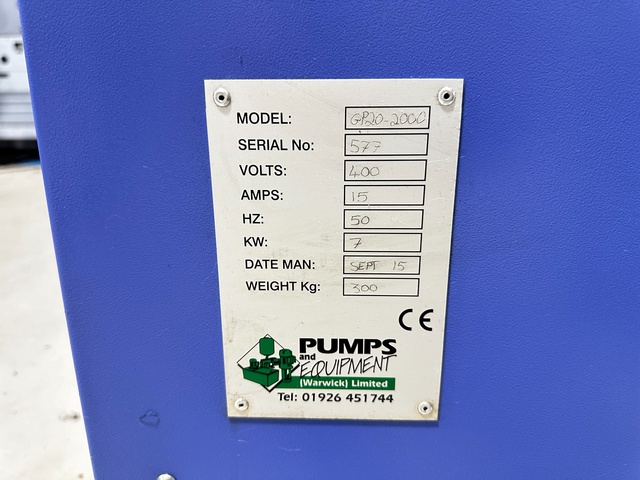 MODEL: GP20-2000
SERIAL No: 577
VOLTS: 400
AMPS: 15
HZ: 50
KW: 7
DATE MAN: SEPT 15
WEIGHT Kg: 300
CE
PUMPS
and
EQUIPMENT
(Warwick) Limited
Tel: 01926 451744